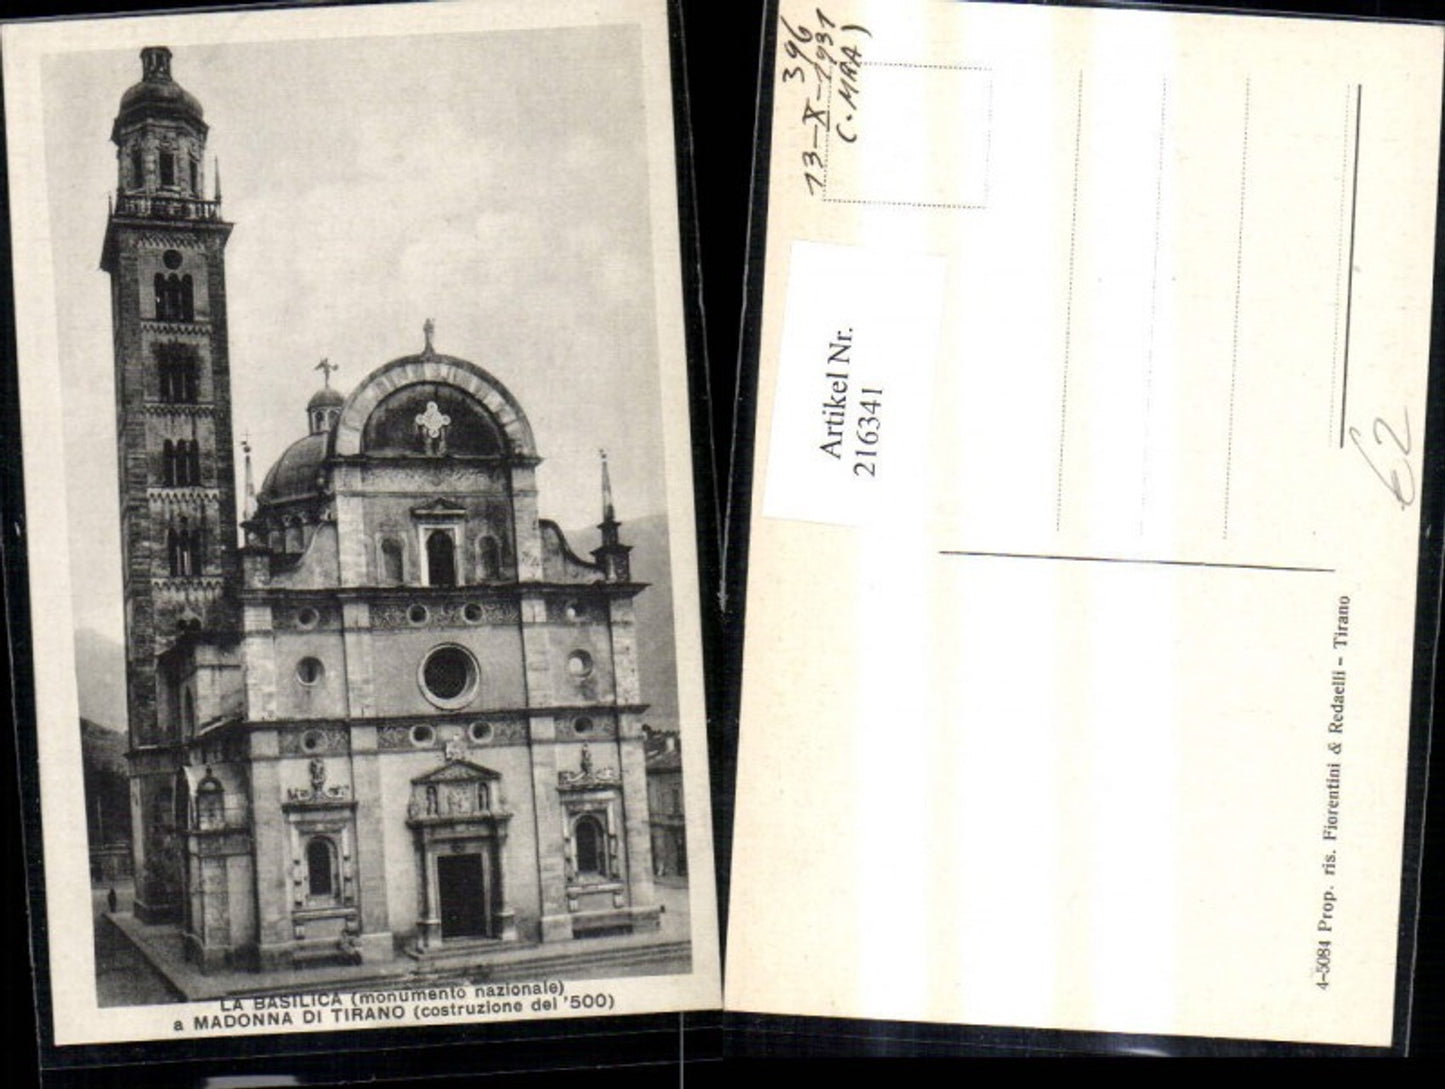 LA BASILICA (monumento nazionale)
a MADONNA DI TIRANO (costruzione del '500)
396
13-X-1931
(. MRA)
Artikel Nr.
216341
€2
4-5084 Prop. ris. Fiorentini & Redaelli - Tirano